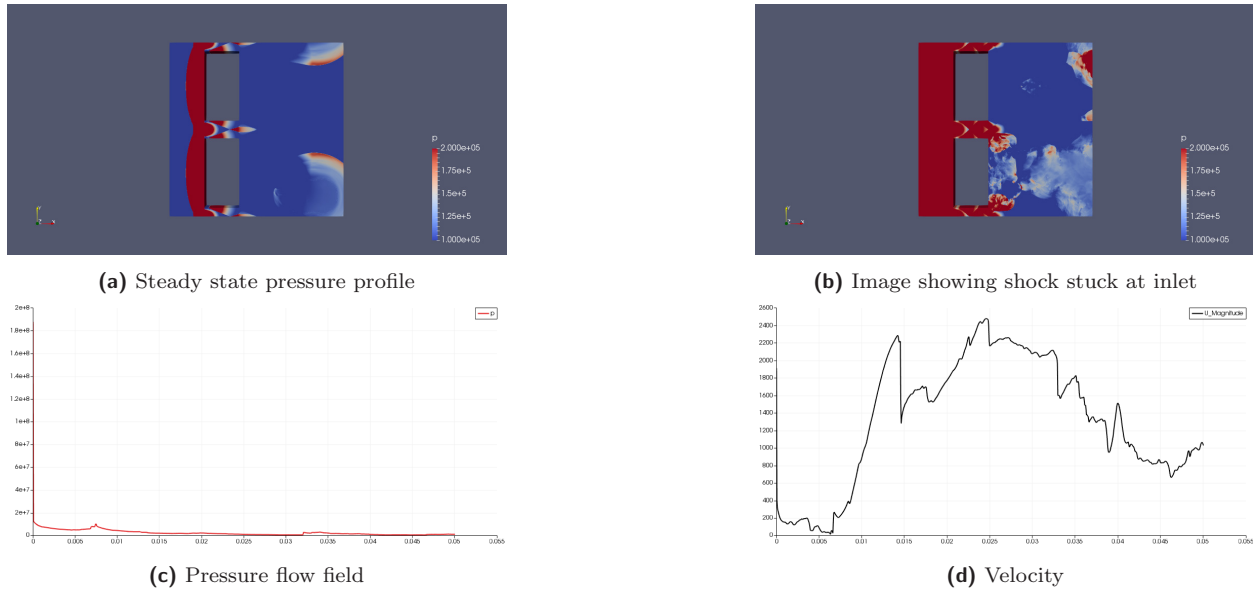 p
2.000e+05
1.75e+5
1.5e+5
1.25e+5
1.000e+05
p
2.000e+05
1.75e+5
1.5e+5
1.25e+5
1.000e+05
(a) Steady state pressure profile
(b) Image showing shock stuck at inlet
2e+8
1.8e+8
1.6e+8
1.4e+8
1.2e+8
1e+8
8e+7
6e+7
4e+7
2e+7
0
p
0 0.005 0.01 0.015 0.02 0.025 0.03 0.035 0.04 0.045 0.05 0.055
2600
2400
2200
2000
1800
1600
1400
1200
1000
800
600
400
200
0
U_Magnitude
0 0.005 0.01 0.015 0.02 0.025 0.03 0.035 0.04 0.045 0.05 0.055
(c) Pressure flow field
(d) Velocity